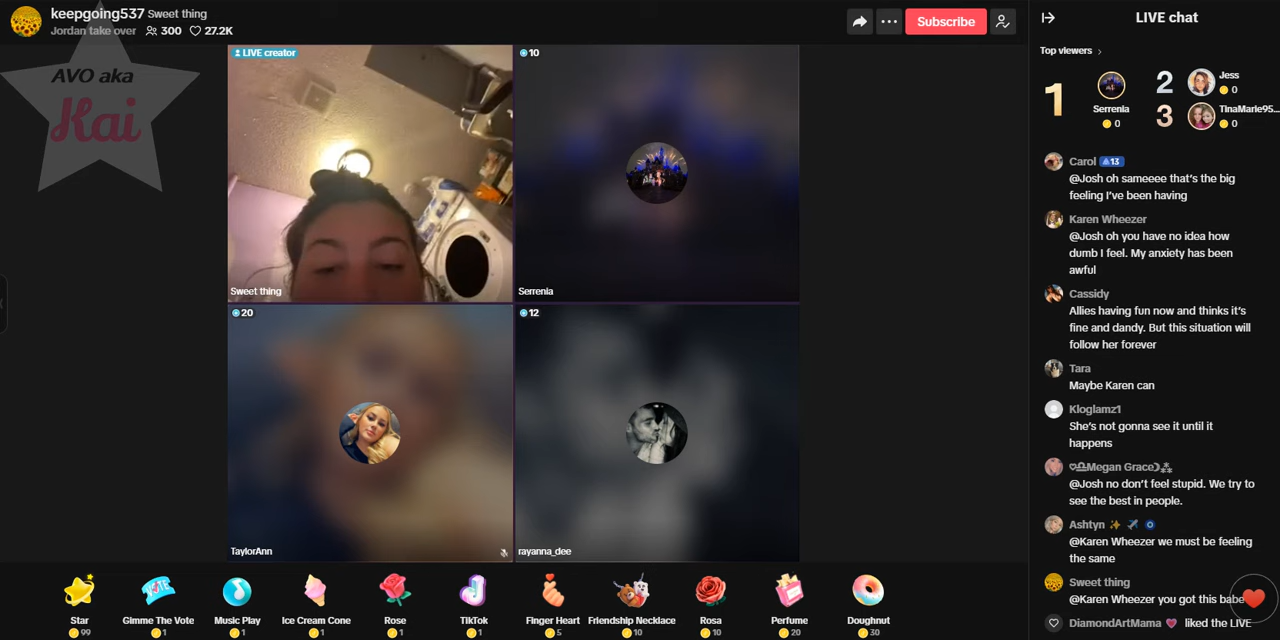 keepgoing537 Sweet thing
Jordan take over 300 27.2K
Subscribe
AVO aka
Kai
LIVE creator
Sweet thing
10
Serrenia
20
TaylorAnn
12
rayanna_dee
Star
99
Gimme The Vote
1
Music Play
1
Ice Cream Cone
1
Rose
1
TikTok
1
Finger Heart
5
Friendship Necklace
10
Rosa
10
Perfume
20
Doughnut
30
LIVE chat
Top viewers
1
Serrenia
0
2
Jess
0
3
TinaMarie95...
0
Carol 13
@Josh oh sameeee that's the big
feeling I've been having
Karen Wheezer
@Josh oh you have no idea how
dumb I feel. My anxiety has been
awful
Cassidy
Allies having fun now and thinks it's
fine and dandy. But this situation will
follow her forever
Tara
Maybe Karen can
Kloglamz1
She's not gonna see it until it
happens
Megan Grace
@Josh no don't feel stupid. We try to
see the best in people.
Ashtyn
@Karen Wheezer we must be feeling
the same
Sweet thing
@Karen Wheezer you got this babe
DiamondArtMama liked the LIVE